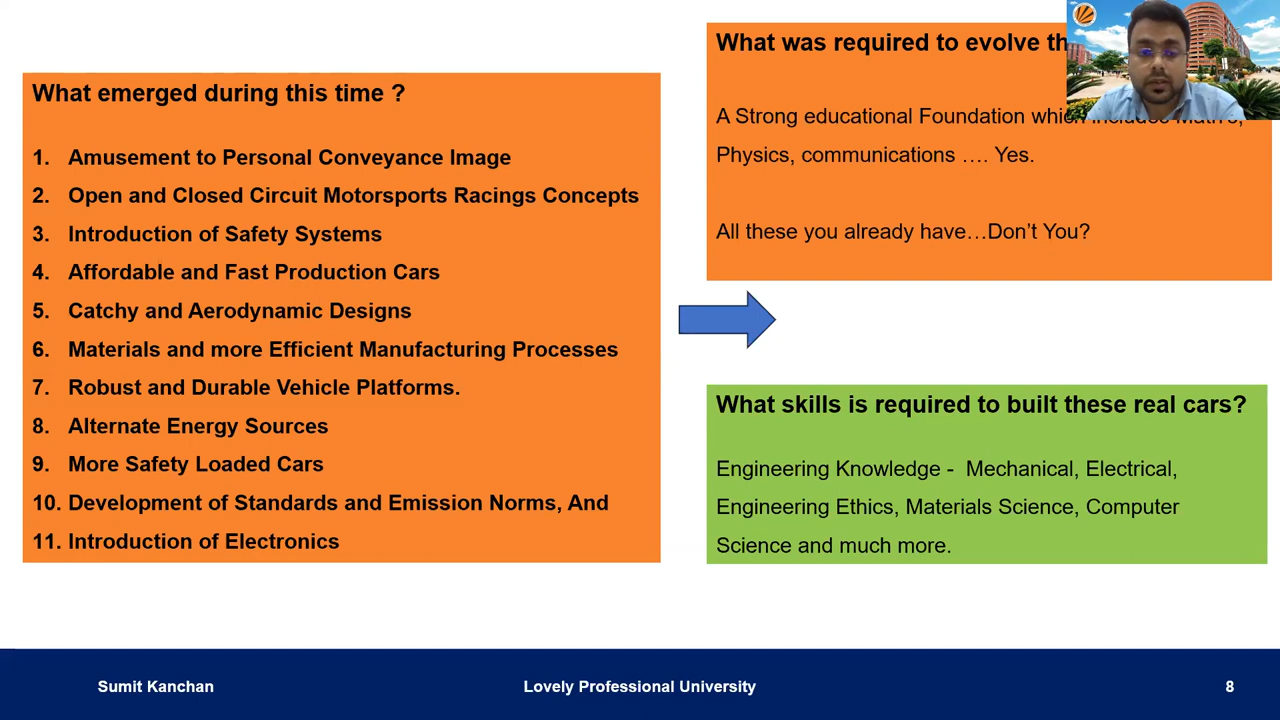 What emerged during this time ?
1. Amusement to Personal Conveyance Image
2. Open and Closed Circuit Motorsports Racings Concepts
3. Introduction of Safety Systems
4. Affordable and Fast Production Cars
5. Catchy and Aerodynamic Designs
6. Materials and more Efficient Manufacturing Processes
7. Robust and Durable Vehicle Platforms.
8. Alternate Energy Sources
9. More Safety Loaded Cars
10. Development of Standards and Emission Norms, And
11. Introduction of Electronics
What was required to evolve
A Strong educational Foundation which
Physics, communications …. Yes.
All these you already have…Don’t You?
What skills is required to built these real cars?
Engineering Knowledge - Mechanical, Electrical,
Engineering Ethics, Materials Science, Computer
Science and much more.
Sumit Kanchan
Lovely Professional University
8